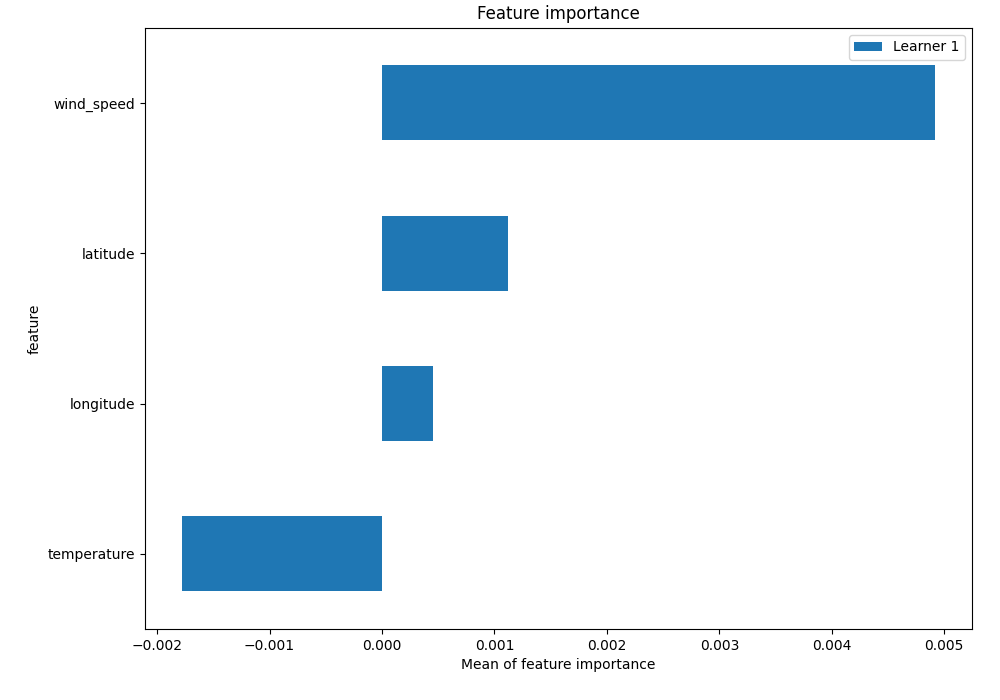 Feature importance
Learner 1
wind_speed
latitude
longitude
temperature
feature
−0.002 −0.001 0.000 0.001 0.002 0.003 0.004 0.005
Mean of feature importance